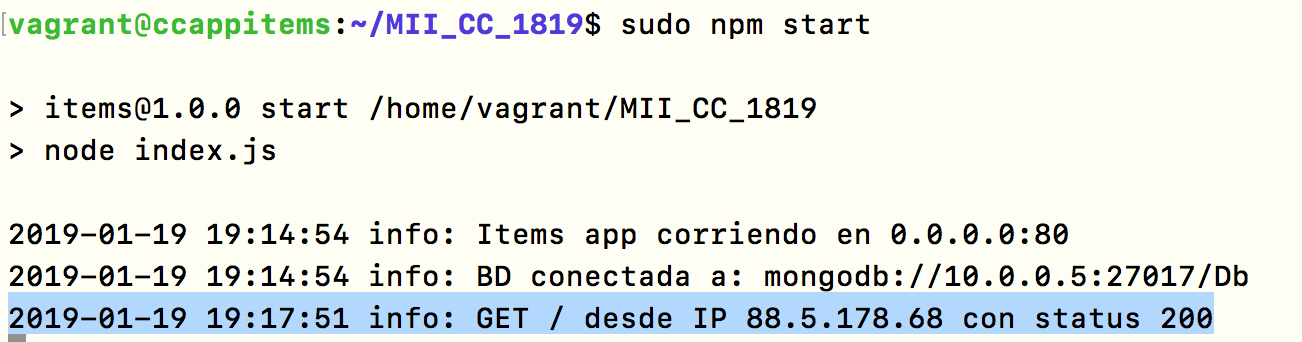 vagrant@ccappitems:~/MII_CC_1819$ sudo npm start
> items@1.0.0 start /home/vagrant/MII_CC_1819
> node index.js
2019-01-19 19:14:54 info: Items app corriendo en 0.0.0.0:80
2019-01-19 19:14:54 info: BD conectada a: mongodb://10.0.0.5:27017/Db
2019-01-19 19:17:51 info: GET / desde IP 88.5.178.68 con status 200